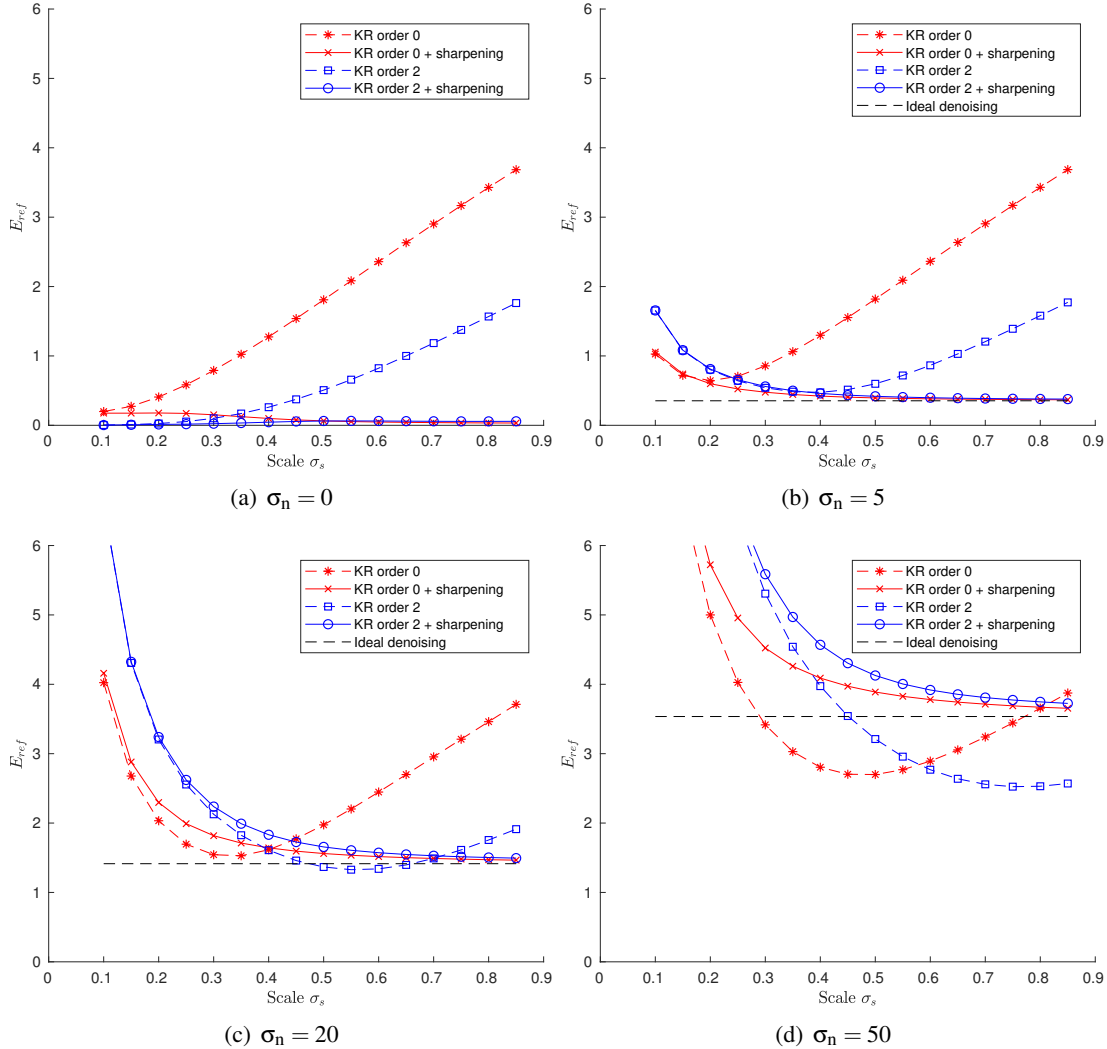 6
5
4
3
2
1
0
E_ref
KR order 0
KR order 0 + sharpening
KR order 2
KR order 2 + sharpening
0 0.1 0.2 0.3 0.4 0.5 0.6 0.7 0.8 0.9
Scale σ_s
(a) σ_n = 0
6
5
4
3
2
1
0
E_ref
KR order 0
KR order 0 + sharpening
KR order 2
KR order 2 + sharpening
Ideal denoising
0 0.1 0.2 0.3 0.4 0.5 0.6 0.7 0.8 0.9
Scale σ_s
(b) σ_n = 5
6
5
4
3
2
1
0
E_ref
KR order 0
KR order 0 + sharpening
KR order 2
KR order 2 + sharpening
Ideal denoising
0 0.1 0.2 0.3 0.4 0.5 0.6 0.7 0.8 0.9
Scale σ_s
(c) σ_n = 20
6
5
4
3
2
1
0
E_ref
KR order 0
KR order 0 + sharpening
KR order 2
KR order 2 + sharpening
Ideal denoising
0 0.1 0.2 0.3 0.4 0.5 0.6 0.7 0.8 0.9
Scale σ_s
(d) σ_n = 50